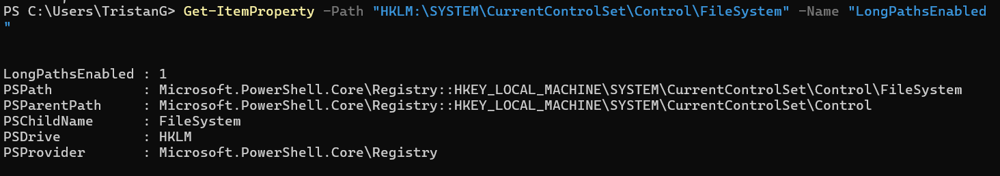 PS C:\Users\TristanG> Get-ItemProperty -Path "HKLM:\SYSTEM\CurrentControlSet\Control\FileSystem" -Name "LongPathsEnabled
"
LongPathsEnabled : 1
PSPath           : Microsoft.PowerShell.Core\Registry::HKEY_LOCAL_MACHINE\SYSTEM\CurrentControlSet\Control\FileSystem
PSParentPath     : Microsoft.PowerShell.Core\Registry::HKEY_LOCAL_MACHINE\SYSTEM\CurrentControlSet\Control
PSChildName      : FileSystem
PSDrive          : HKLM
PSProvider       : Microsoft.PowerShell.Core\Registry